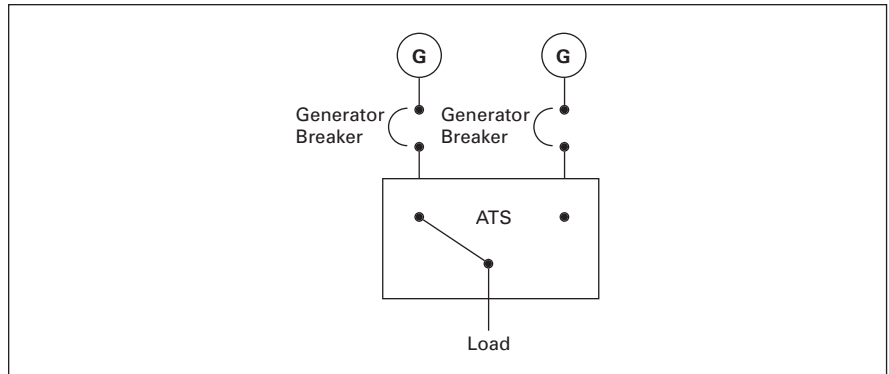 G
G
Generator
Breaker
Generator
Breaker
ATS
Load